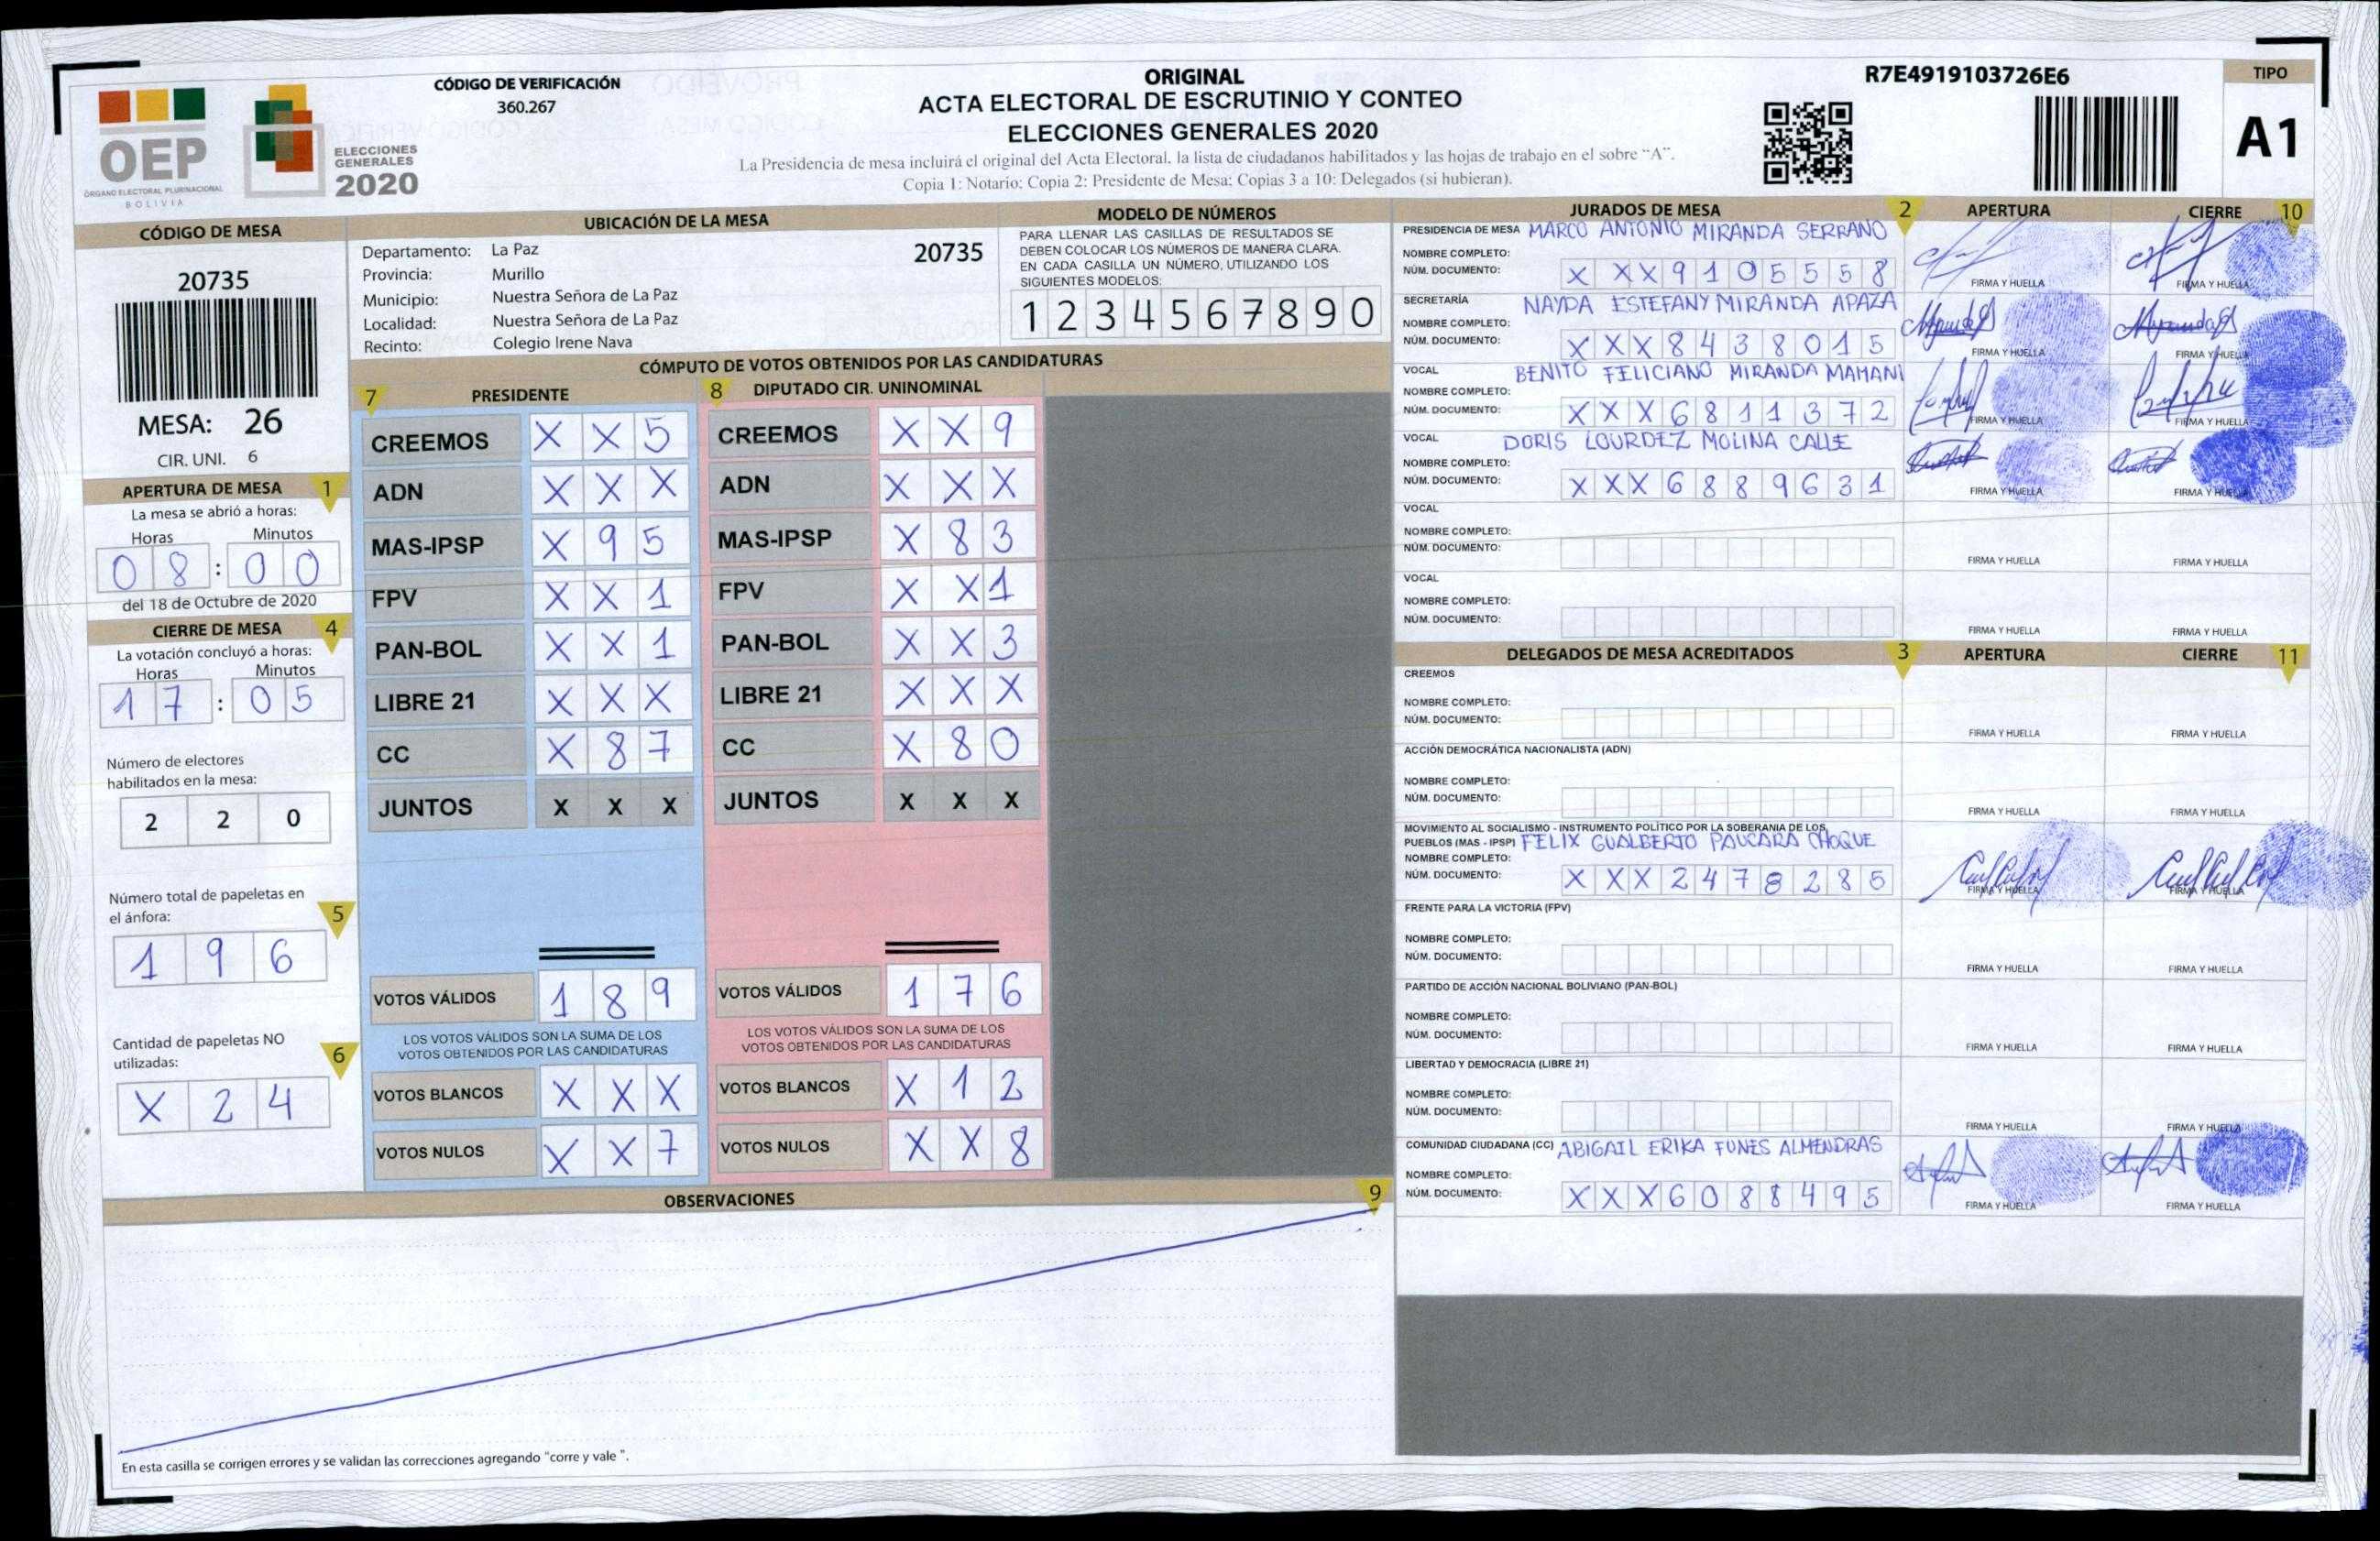 CÓDIGO DE VERIFICACIÓN
360.267
ORIGINAL
ACTA ELECTORAL DE ESCRUTINIO Y CONTEO
ELECCIONES GENERALES 2020
La Presidencia de mesa incluirá el original del Acta Electoral, la lista de ciudadanos habilitados y las hojas de trabajo en el sobre "A".
Copia 1: Notario; Copia 2: Presidente de Mesa; Copias 3 a 10: Delegados (si hubieran).
R7E4919103726E6
TIPO
A1
OEP
ÓRGANO ELECTORAL PLURINACIONAL
BOLIVIA
ELECCIONES
GENERALES
2020
CÓDIGO DE MESA
20735
MESA: 26
CIR. UNI. 6
APERTURA DE MESA 1
La mesa se abrió a horas:
Horas Minutos
08:00
del 18 de Octubre de 2020
CIERRE DE MESA 4
La votación concluyó a horas:
Horas Minutos
17:05
Número de electores
habilitados en la mesa:
2 2 0
Número total de papeletas en
el ánfora: 5
1 9 6
Cantidad de papeletas NO
utilizadas: 6
X 2 4
UBICACIÓN DE LA MESA
20735
Departamento: La Paz
Provincia: Murillo
Municipio: Nuestra Señora de La Paz
Localidad: Nuestra Señora de La Paz
Recinto: Colegio Irene Nava
MODELO DE NÚMEROS
PARA LLENAR LAS CASILLAS DE RESULTADOS SE
DEBEN COLOCAR LOS NÚMEROS DE MANERA CLARA.
EN CADA CASILLA UN NÚMERO, UTILIZANDO LOS
SIGUIENTES MODELOS:
1 2 3 4 5 6 7 8 9 0
CÓMPUTO DE VOTOS OBTENIDOS POR LAS CANDIDATURAS
7 PRESIDENTE
CREEMOS X X 5
ADN X X X
MAS-IPSP X 9 5
FPV X X 1
PAN-BOL X X 1
LIBRE 21 X X X
CC X 8 7
JUNTOS X X X
VOTOS VÁLIDOS 1 8 9
LOS VOTOS VÁLIDOS SON LA SUMA DE LOS
VOTOS OBTENIDOS POR LAS CANDIDATURAS
VOTOS BLANCOS X X X
VOTOS NULOS X X 7
8 DIPUTADO CIR. UNINOMINAL
CREEMOS X X 9
ADN X X X
MAS-IPSP X 8 3
FPV X X 1
PAN-BOL X X 3
LIBRE 21 X X X
CC X 8 0
JUNTOS X X X
VOTOS VÁLIDOS 1 7 6
LOS VOTOS VÁLIDOS SON LA SUMA DE LOS
VOTOS OBTENIDOS POR LAS CANDIDATURAS
VOTOS BLANCOS X 1 2
VOTOS NULOS X X 8
OBSERVACIONES 9
En esta casilla se corrigen errores y se validan las correcciones agregando "corre y vale ".
JURADOS DE MESA 2 APERTURA CIERRE 10
PRESIDENCIA DE MESA MARCO ANTONIO MIRANDA SERRANO
NOMBRE COMPLETO:
NÚM. DOCUMENTO: X X X 9 1 0 5 5 5 8
FIRMA Y HUELLA FIRMA Y HUELLA
SECRETARÍA NAYDA ESTEFANY MIRANDA APAZA
NOMBRE COMPLETO:
NÚM. DOCUMENTO: X X X 8 4 3 8 0 1 5
FIRMA Y HUELLA FIRMA Y HUELLA
VOCAL BENITO FELICIANO MIRANDA MAMANI
NOMBRE COMPLETO:
NÚM. DOCUMENTO: X X X 6 8 1 1 3 7 2
FIRMA Y HUELLA FIRMA Y HUELLA
VOCAL DORIS LOURDEZ MOLINA CALLE
NOMBRE COMPLETO:
NÚM. DOCUMENTO: X X X 6 8 8 9 6 3 1
FIRMA Y HUELLA FIRMA Y HUELLA
VOCAL
NOMBRE COMPLETO:
NÚM. DOCUMENTO:
FIRMA Y HUELLA FIRMA Y HUELLA
VOCAL
NOMBRE COMPLETO:
NÚM. DOCUMENTO:
FIRMA Y HUELLA FIRMA Y HUELLA
DELEGADOS DE MESA ACREDITADOS 3 APERTURA CIERRE 11
CREEMOS
NOMBRE COMPLETO:
NÚM. DOCUMENTO:
FIRMA Y HUELLA FIRMA Y HUELLA
ACCIÓN DEMOCRÁTICA NACIONALISTA (ADN)
NOMBRE COMPLETO:
NÚM. DOCUMENTO:
FIRMA Y HUELLA FIRMA Y HUELLA
MOVIMIENTO AL SOCIALISMO - INSTRUMENTO POLÍTICO POR LA SOBERANIA DE LOS
PUEBLOS (MAS - IPSP) FELIX GUALBERTO PAUCARA CHOQUE
NOMBRE COMPLETO:
NÚM. DOCUMENTO: X X X 2 4 7 8 2 8 5
FIRMA Y HUELLA FIRMA Y HUELLA
FRENTE PARA LA VICTORIA (FPV)
NOMBRE COMPLETO:
NÚM. DOCUMENTO:
FIRMA Y HUELLA FIRMA Y HUELLA
PARTIDO DE ACCIÓN NACIONAL BOLIVIANO (PAN-BOL)
NOMBRE COMPLETO:
NÚM. DOCUMENTO:
FIRMA Y HUELLA FIRMA Y HUELLA
LIBERTAD Y DEMOCRACIA (LIBRE 21)
NOMBRE COMPLETO:
NÚM. DOCUMENTO:
FIRMA Y HUELLA FIRMA Y HUELLA
COMUNIDAD CIUDADANA (CC) ABIGAIL ERIKA FUNES ALMENDRAS
NOMBRE COMPLETO:
NÚM. DOCUMENTO: X X X 6 0 8 8 4 9 5
FIRMA Y HUELLA FIRMA Y HUELLA